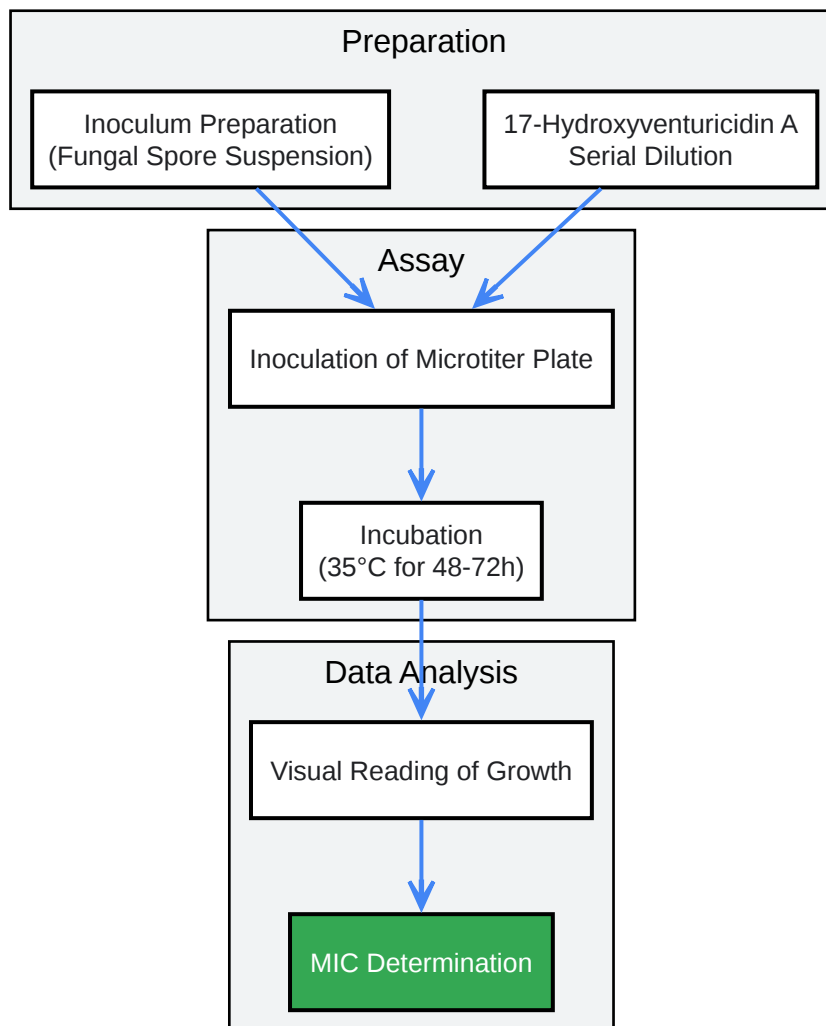 Preparation
Inoculum Preparation
(Fungal Spore Suspension)
17-Hydroxyventuricidin A
Serial Dilution
Assay
Inoculation of Microtiter Plate
Incubation
(35°C for 48-72h)
Data Analysis
Visual Reading of Growth
MIC Determination